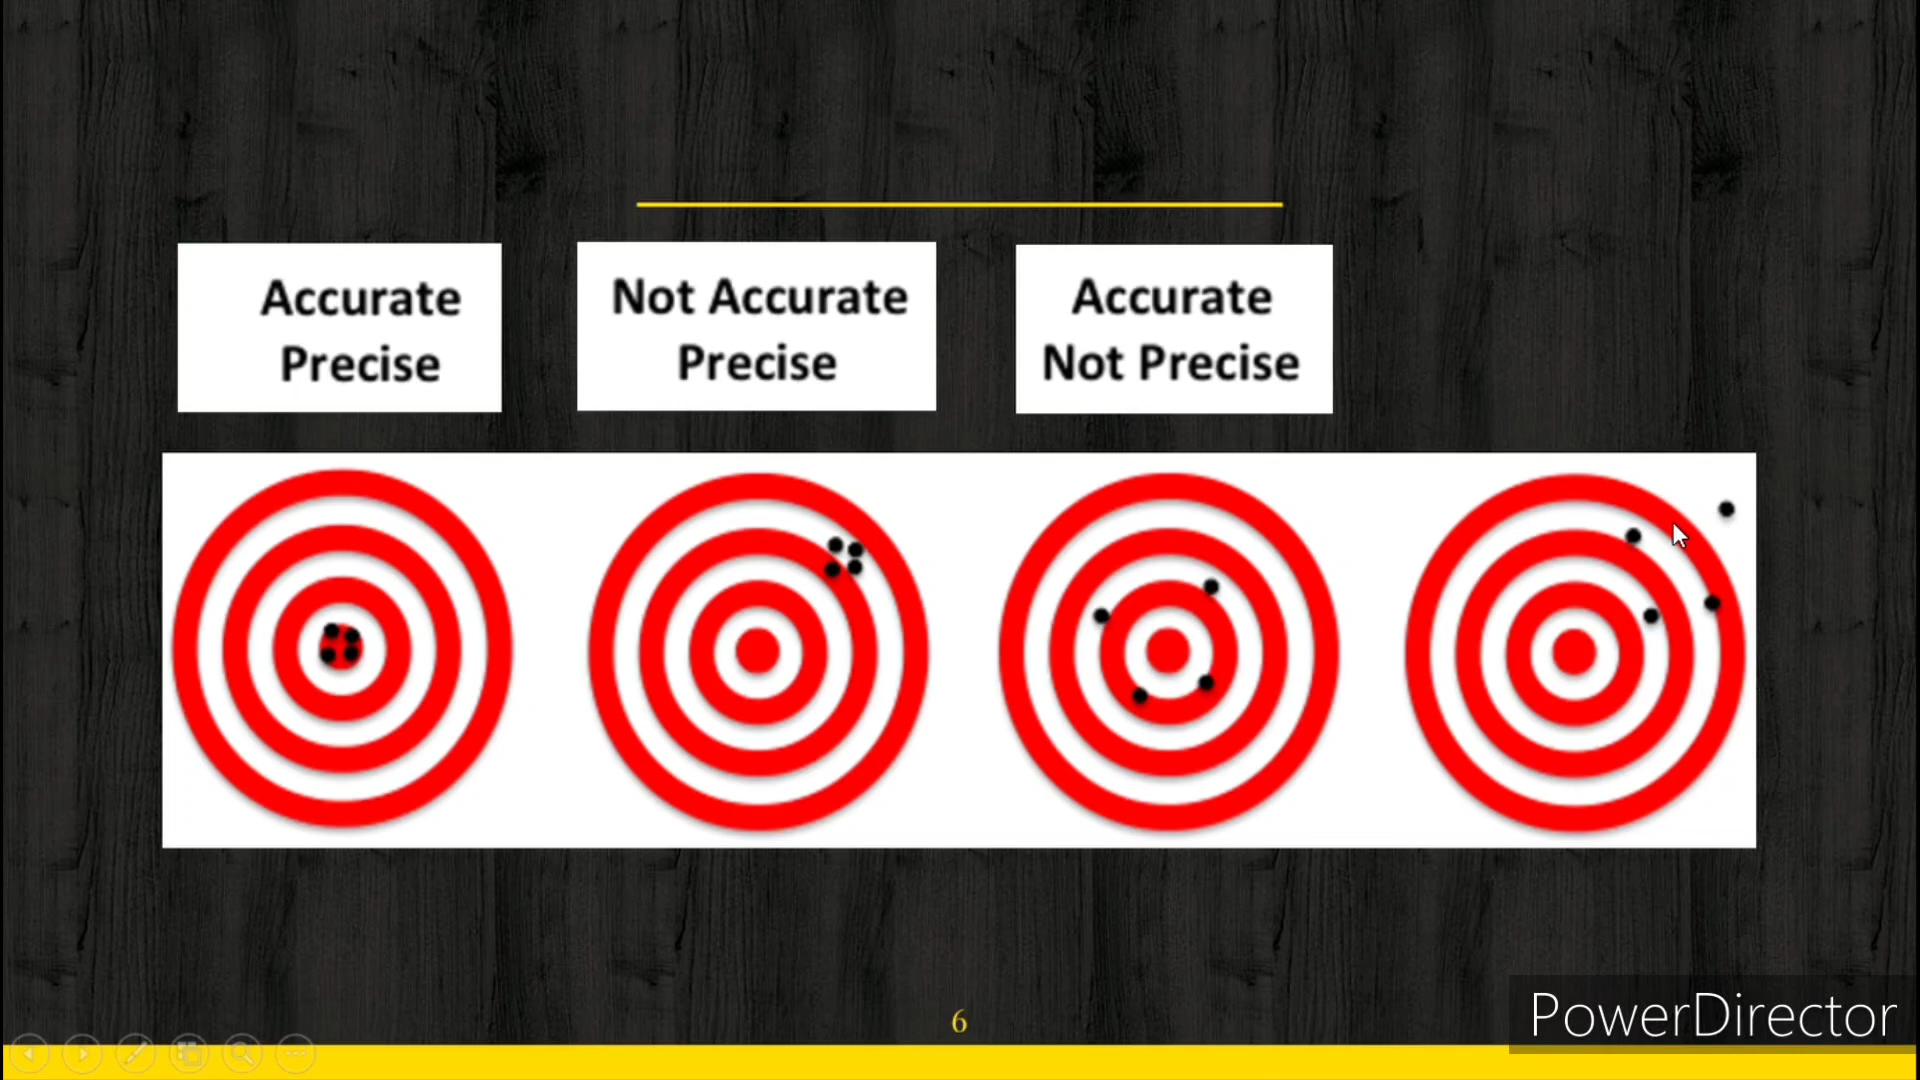 Accurate
Precise
Not Accurate
Precise
Accurate
Not Precise
6
PowerDirector